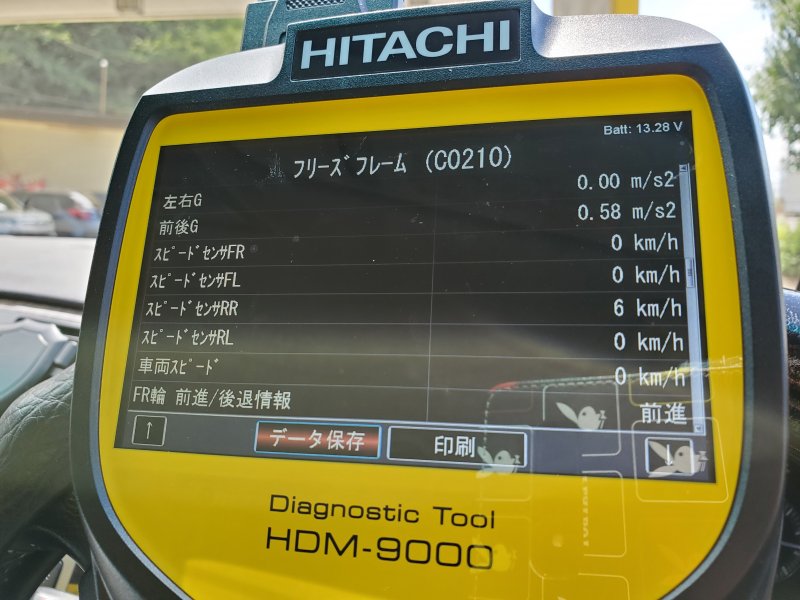 HITACHI
Batt: 13.28 V
フリーズフレーム (C0210)
左右G 0.00 m/s2
前後G 0.58 m/s2
スピードセンサFR 0 km/h
スピードセンサFL 0 km/h
スピードセンサRR 6 km/h
スピードセンサRL 0 km/h
車両スピード 0 km/h
FR輪 前進/後退情報 前進
↑ データ保存 印刷
Diagnostic Tool
HDM-9000